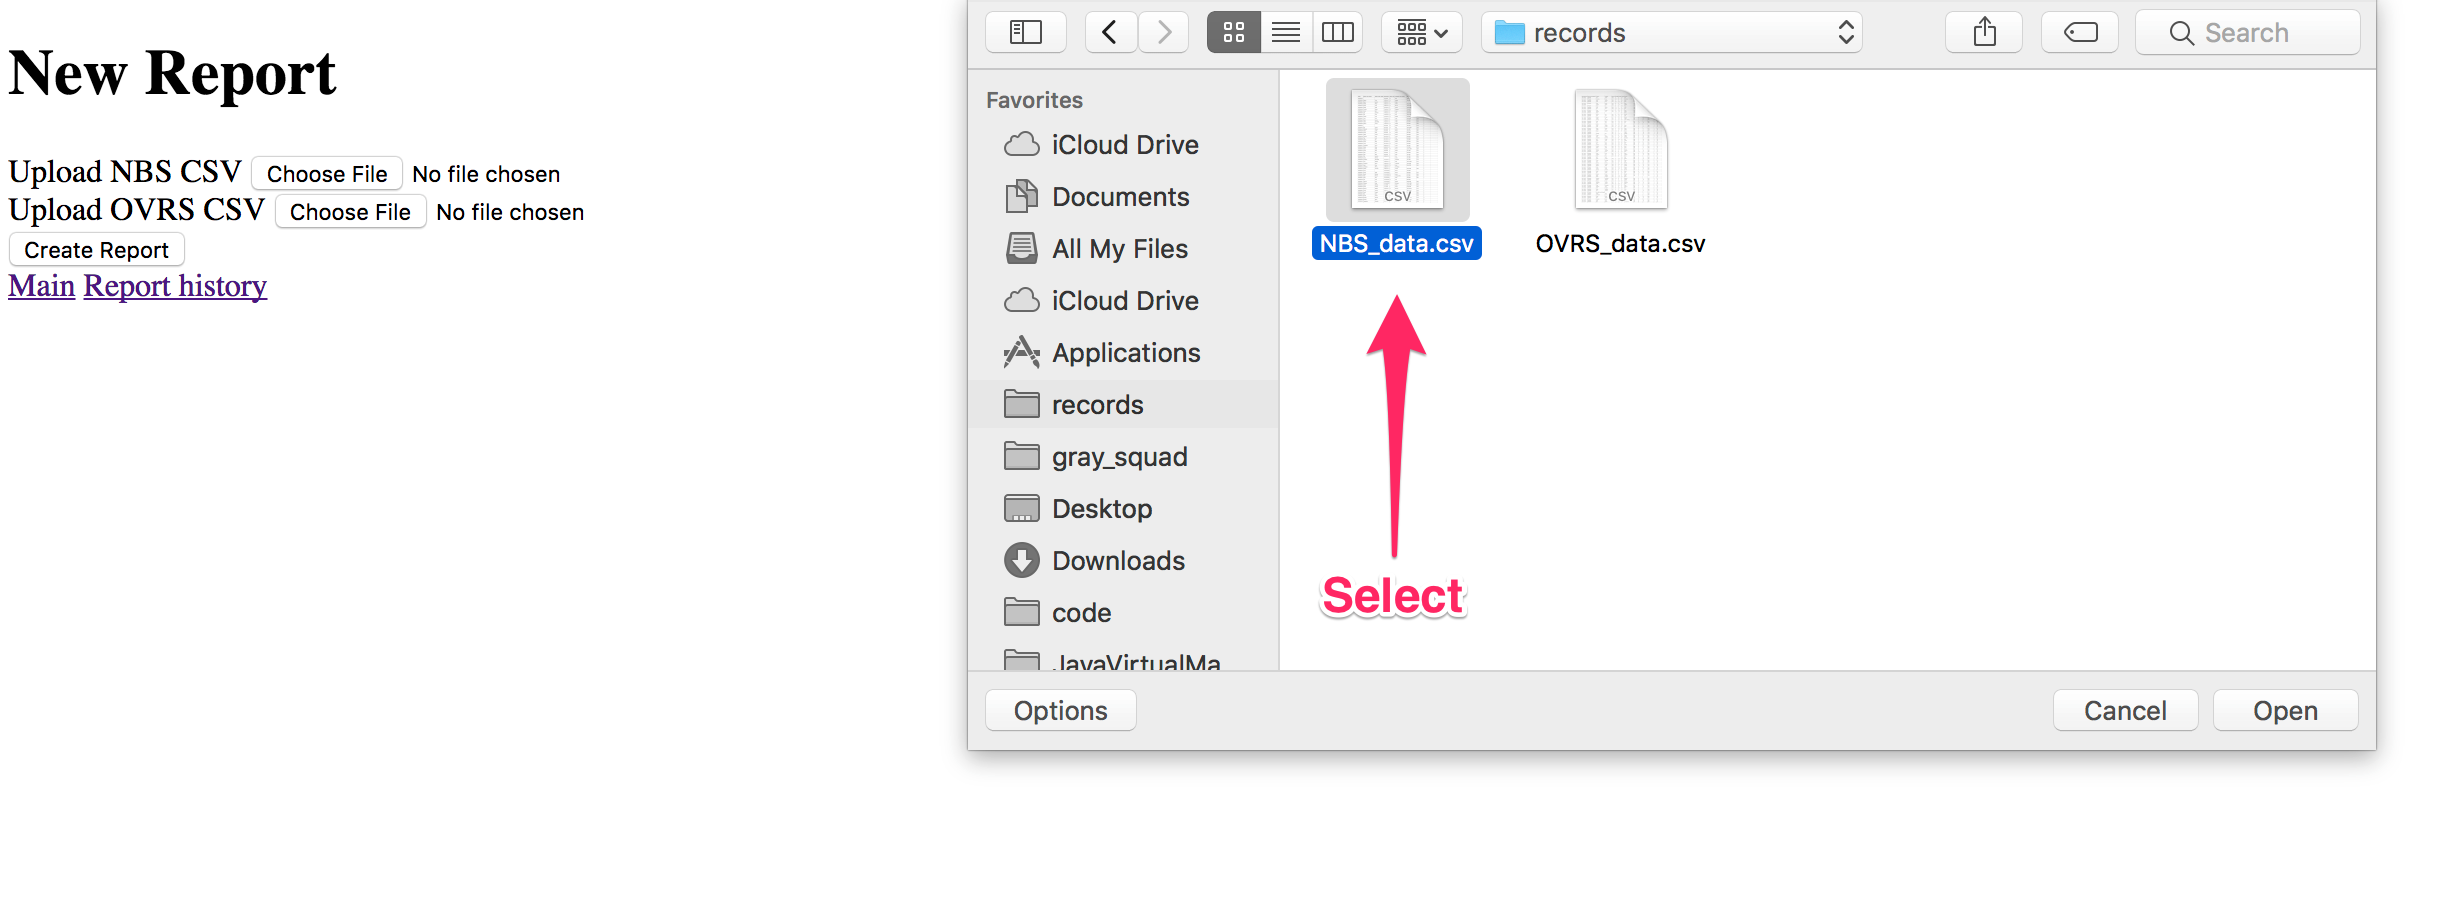 New Report
Upload NBS CSV Choose File No file chosen
Upload OVRS CSV Choose File No file chosen
Create Report
Main Report history
records
Search
Favorites
iCloud Drive
Documents
All My Files
iCloud Drive
Applications
records
gray_squad
Desktop
Downloads
code
JavaVirtualMa
CSV
NBS_data.csv
CSV
OVRS_data.csv
Select
Options
Cancel
Open